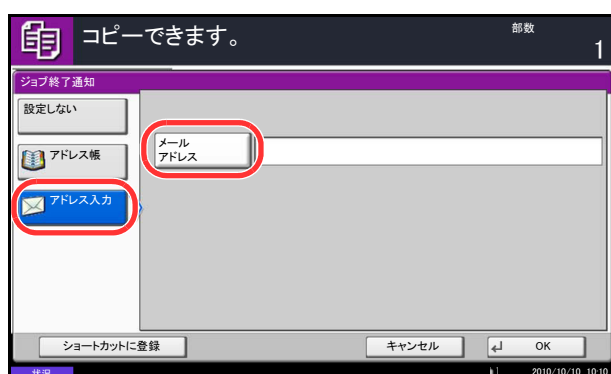 コピーできます。
部数
1
ジョブ終了通知
設定しない
アドレス帳
メール
アドレス
アドレス入力
ショートカットに登録
キャンセル
OK
状況
2010/10/10 10:10